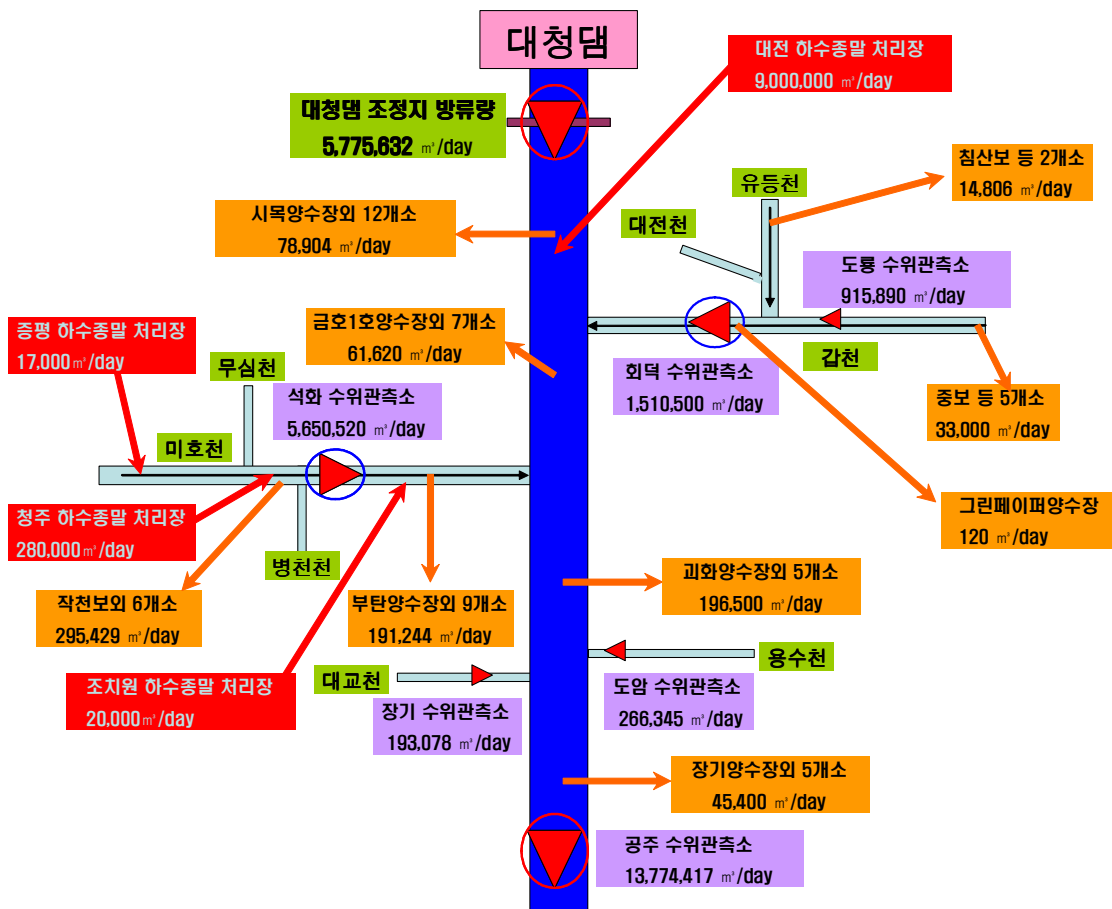 대청댐
대전 하수종말 처리장
9,000,000 ㎥/day
대청댐 조정지 방류량
5,775,632 ㎥/day
침산보 등 2개소
14,806 ㎥/day
유등천
시목양수장외 12개소
78,904 ㎥/day
대전천
도룡 수위관측소
915,890 ㎥/day
증평 하수종말 처리장
17,000㎥/day
금호1호양수장외 7개소
61,620 ㎥/day
갑천
무심천
회덕 수위관측소
1,510,500 ㎥/day
석화 수위관측소
5,650,520 ㎥/day
중보 등 5개소
33,000 ㎥/day
미호천
청주 하수종말 처리장
280,000㎥/day
그린페이퍼양수장
120 ㎥/day
병천천
작천보외 6개소
295,429 ㎥/day
부탄양수장외 9개소
191,244 ㎥/day
괴화양수장외 5개소
196,500 ㎥/day
용수천
대교천
조치원 하수종말 처리장
20,000㎥/day
장기 수위관측소
193,078 ㎥/day
도암 수위관측소
266,345 ㎥/day
장기양수장외 5개소
45,400 ㎥/day
공주 수위관측소
13,774,417 ㎥/day